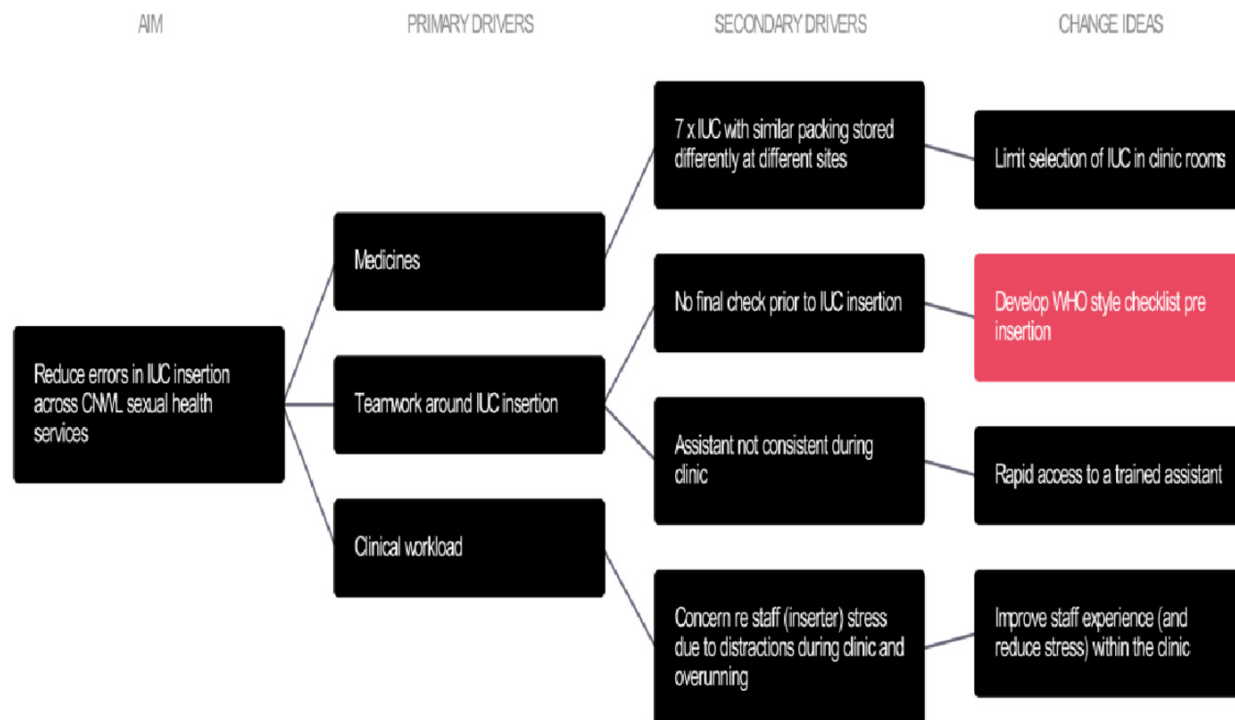 AIM
PRIMARY DRIVERS
SECONDARY DRIVERS
CHANGE IDEAS
Reduce errors in IUC insertion
across CNWL sexual health
services
Medicines
Teamwork around IUC insertion
Clinical workload
7 x IUC with similar packing stored
differently at different sites
No final check prior to IUC insertion
Assistant not consistent during
clinic
Concern re staff (inserter) stress
due to distractions during clinic and
overunning
Limit selection of IUC in clinic rooms
Develop WHO style checklist pre
insertion
Rapid access to a trained assistant
Improve staff experience (and
reduce stress) within the clinic